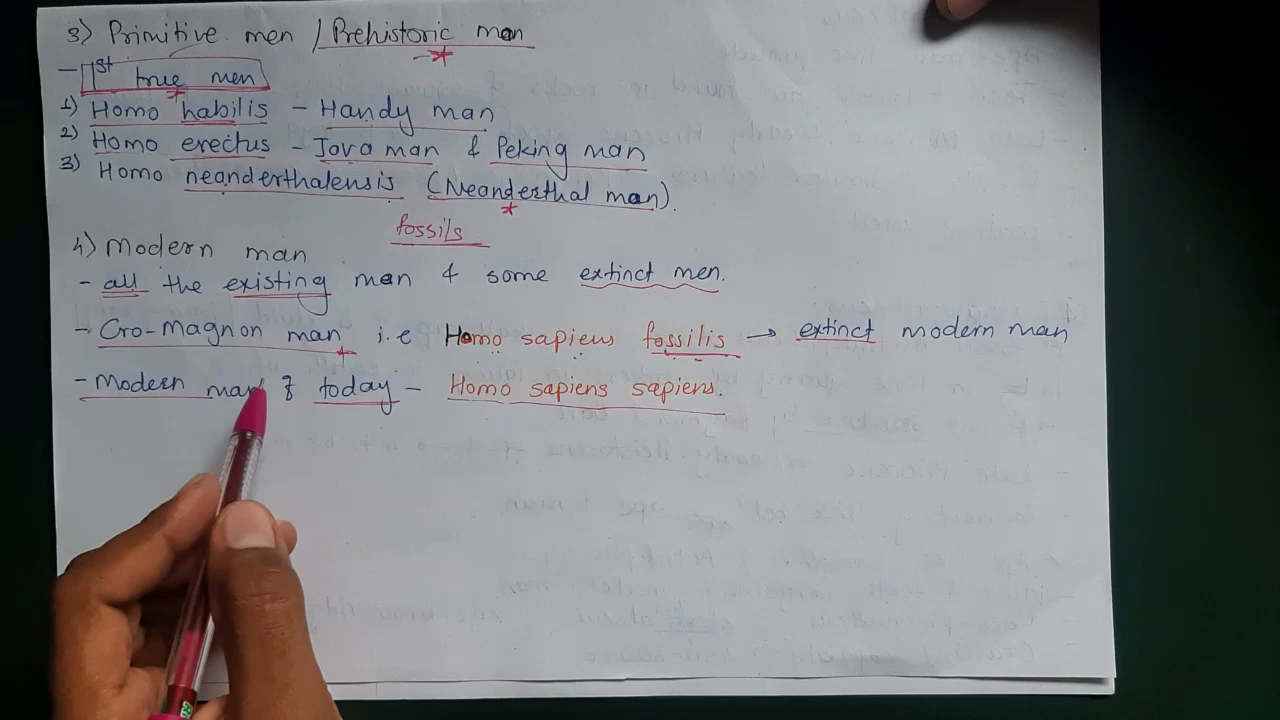 3) Primitive men / Prehistoric man
- 1st true men
1) Homo habilis - Handy man
2) Homo erectus - Java man & Peking man
3) Homo neanderthalensis (Neanderthal man).
fossils
4) Modern man
- all the existing man & some extinct men.
- Cro-Magnon man i.e Homo sapiens fossilis → extinct modern man
- Modern man of today - Homo sapiens sapiens.